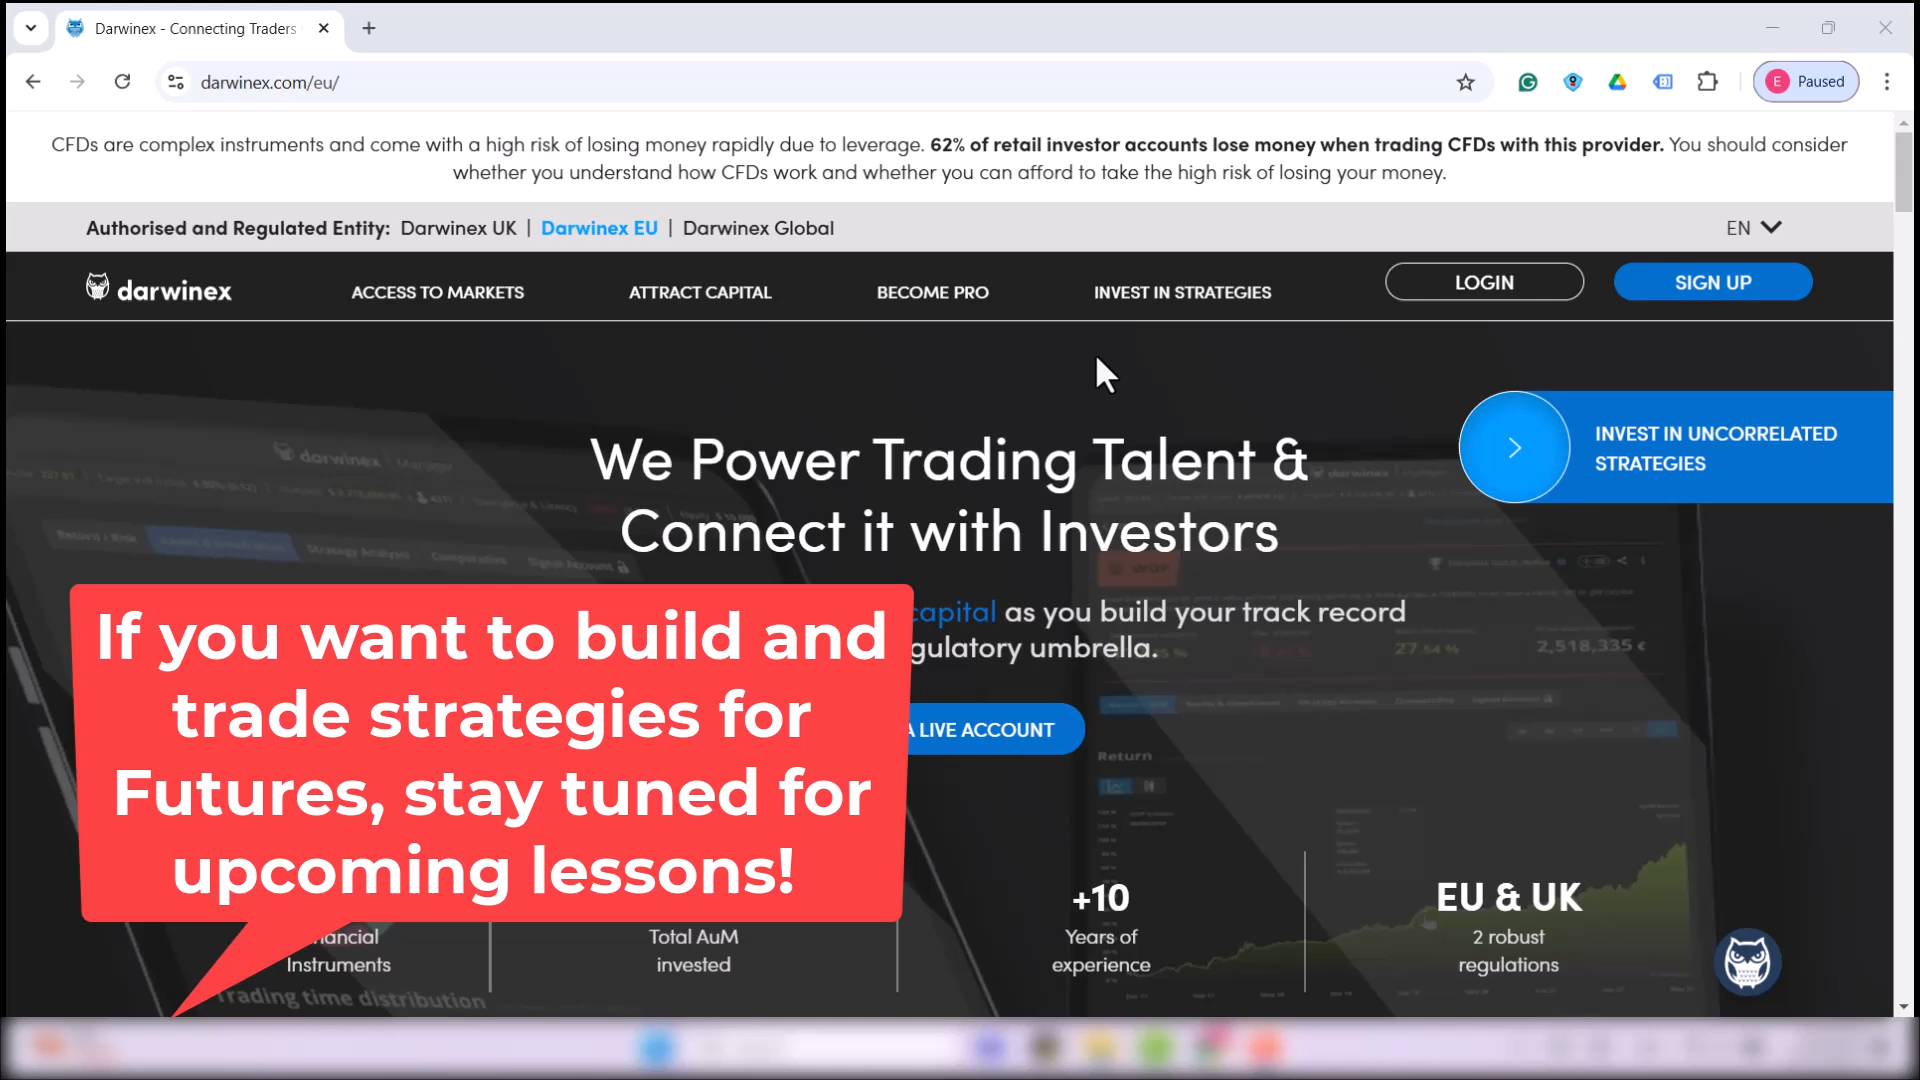 Darwinex - Connecting Traders
darwinex.com/eu/
E Paused
CFDs are complex instruments and come with a high risk of losing money rapidly due to leverage. 62% of retail investor accounts lose money when trading CFDs with this provider. You should consider
whether you understand how CFDs work and whether you can afford to take the high risk of losing your money.
Authorised and Regulated Entity: Darwinex UK | Darwinex EU | Darwinex Global
EN
darwinex
ACCESS TO MARKETS
ATTRACT CAPITAL
BECOME PRO
INVEST IN STRATEGIES
LOGIN
SIGN UP
INVEST IN UNCORRELATED
STRATEGIES
We Power Trading Talent &
Connect it with Investors
capital as you build your track record
gulatory umbrella.
A LIVE ACCOUNT
If you want to build and
trade strategies for
Futures, stay tuned for
upcoming lessons!
ancial
Instruments
Total AuM
invested
+10
Years of
experience
EU & UK
2 robust
regulations
darwinex
Return
27.54 %
2,518,335 €
Trading time distribution